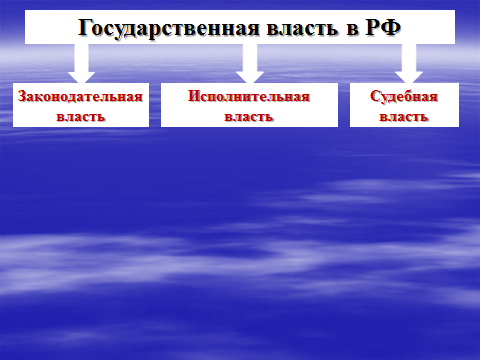 Государственная власть в РФ
Законодательная
власть
Исполнительная
власть
Судебная
власть